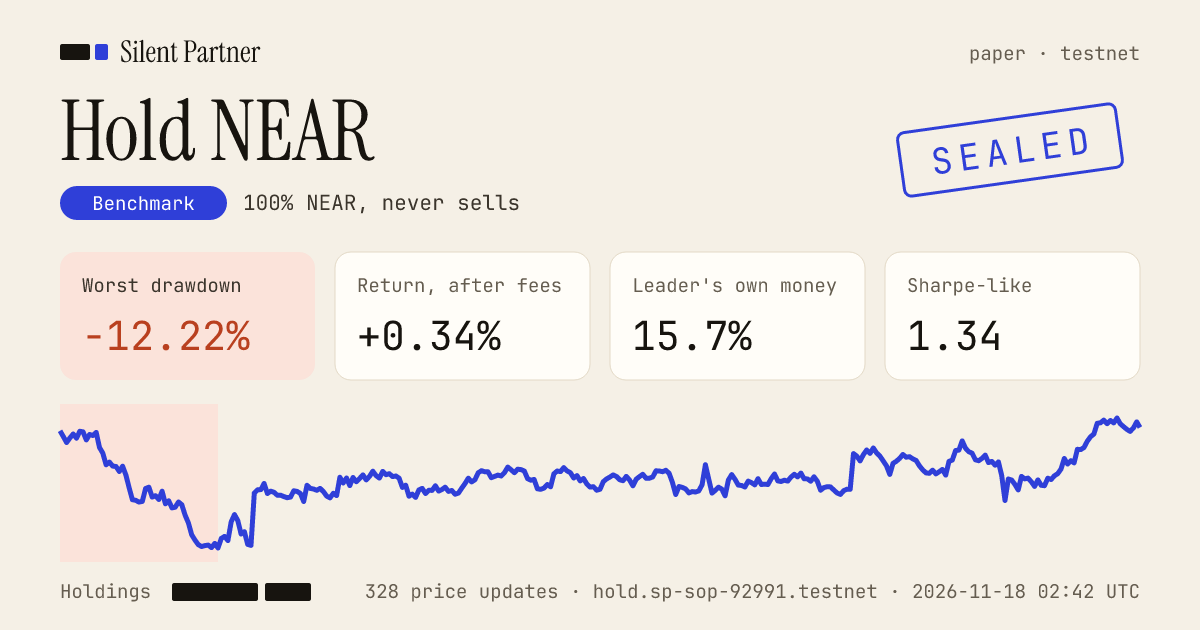 Silent Partner
paper · testnet
Hold NEAR
SEALED
Benchmark
100% NEAR, never sells
Worst drawdown
-12.22%
Return, after fees
+0.34%
Leader's own money
15.7%
Sharpe-like
1.34
Holdings
328 price updates · hold.sp-sop-92991.testnet · 2026-11-18 02:42 UTC